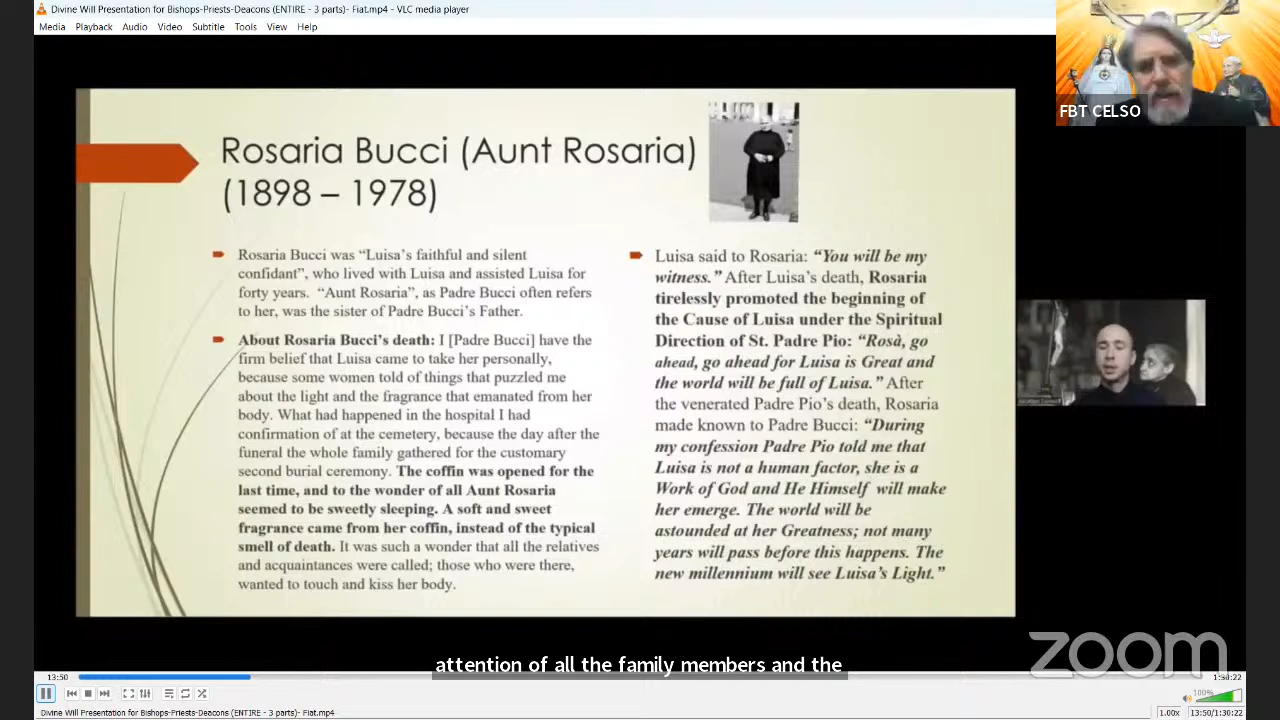 Divine Will Presentation for Bishops-Priests-Deacons (ENTIRE - 3 parts)- Fiat.mp4 - VLC media player
Media Playback Audio Video Subtitle Tools View Help
FBT CELSO
Rosaria Bucci (Aunt Rosaria)
(1898 – 1978)
Rosaria Bucci was “Luisa’s faithful and silent
confidant”, who lived with Luisa and assisted Luisa for
forty years. “Aunt Rosaria”, as Padre Bucci often refers
to her, was the sister of Padre Bucci’s Father.
About Rosaria Bucci’s death: I [Padre Bucci] have the
firm belief that Luisa came to take her personally,
because some women told of things that puzzled me
about the light and the fragrance that emanated from her
body. What had happened in the hospital I had
confirmation of at the cemetery, because the day after the
funeral the whole family gathered for the customary
second burial ceremony. The coffin was opened for the
last time, and to the wonder of all Aunt Rosaria
seemed to be sweetly sleeping. A soft and sweet
fragrance came from her coffin, instead of the typical
smell of death. It was such a wonder that all the relatives
and acquaintances were called; those who were there,
wanted to touch and kiss her body.
Luisa said to Rosaria: “You will be my
witness.” After Luisa’s death, Rosaria
tirelessly promoted the beginning of
the Cause of Luisa under the Spiritual
Direction of St. Padre Pio: “Rosà, go
ahead, go ahead for Luisa is Great and
the world will be full of Luisa.” After
the venerated Padre Pio’s death, Rosaria
made known to Padre Bucci: “During
my confession Padre Pio told me that
Luisa is not a human factor, she is a
Work of God and He Himself will make
her emerge. The world will be
astounded at her Greatness; not many
years will pass before this happens. The
new millennium will see Luisa’s Light.”
attention of all the family members and the
zoom
13:50
1:30:22
100%
Divine Will Presentation for Bishops-Priests-Deacons (ENTIRE - 3 parts)- Fiat.mp4
1.00x 13:50/1:30:22